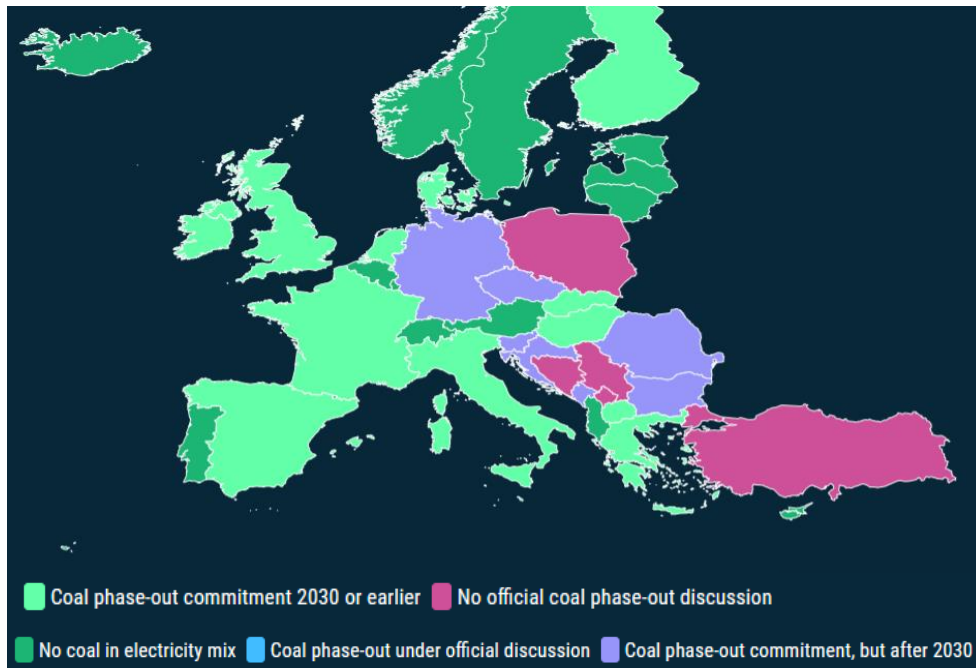 Coal phase-out commitment 2030 or earlier No official coal phase-out discussion
No coal in electricity mix Coal phase-out under official discussion Coal phase-out commitment, but after 2030